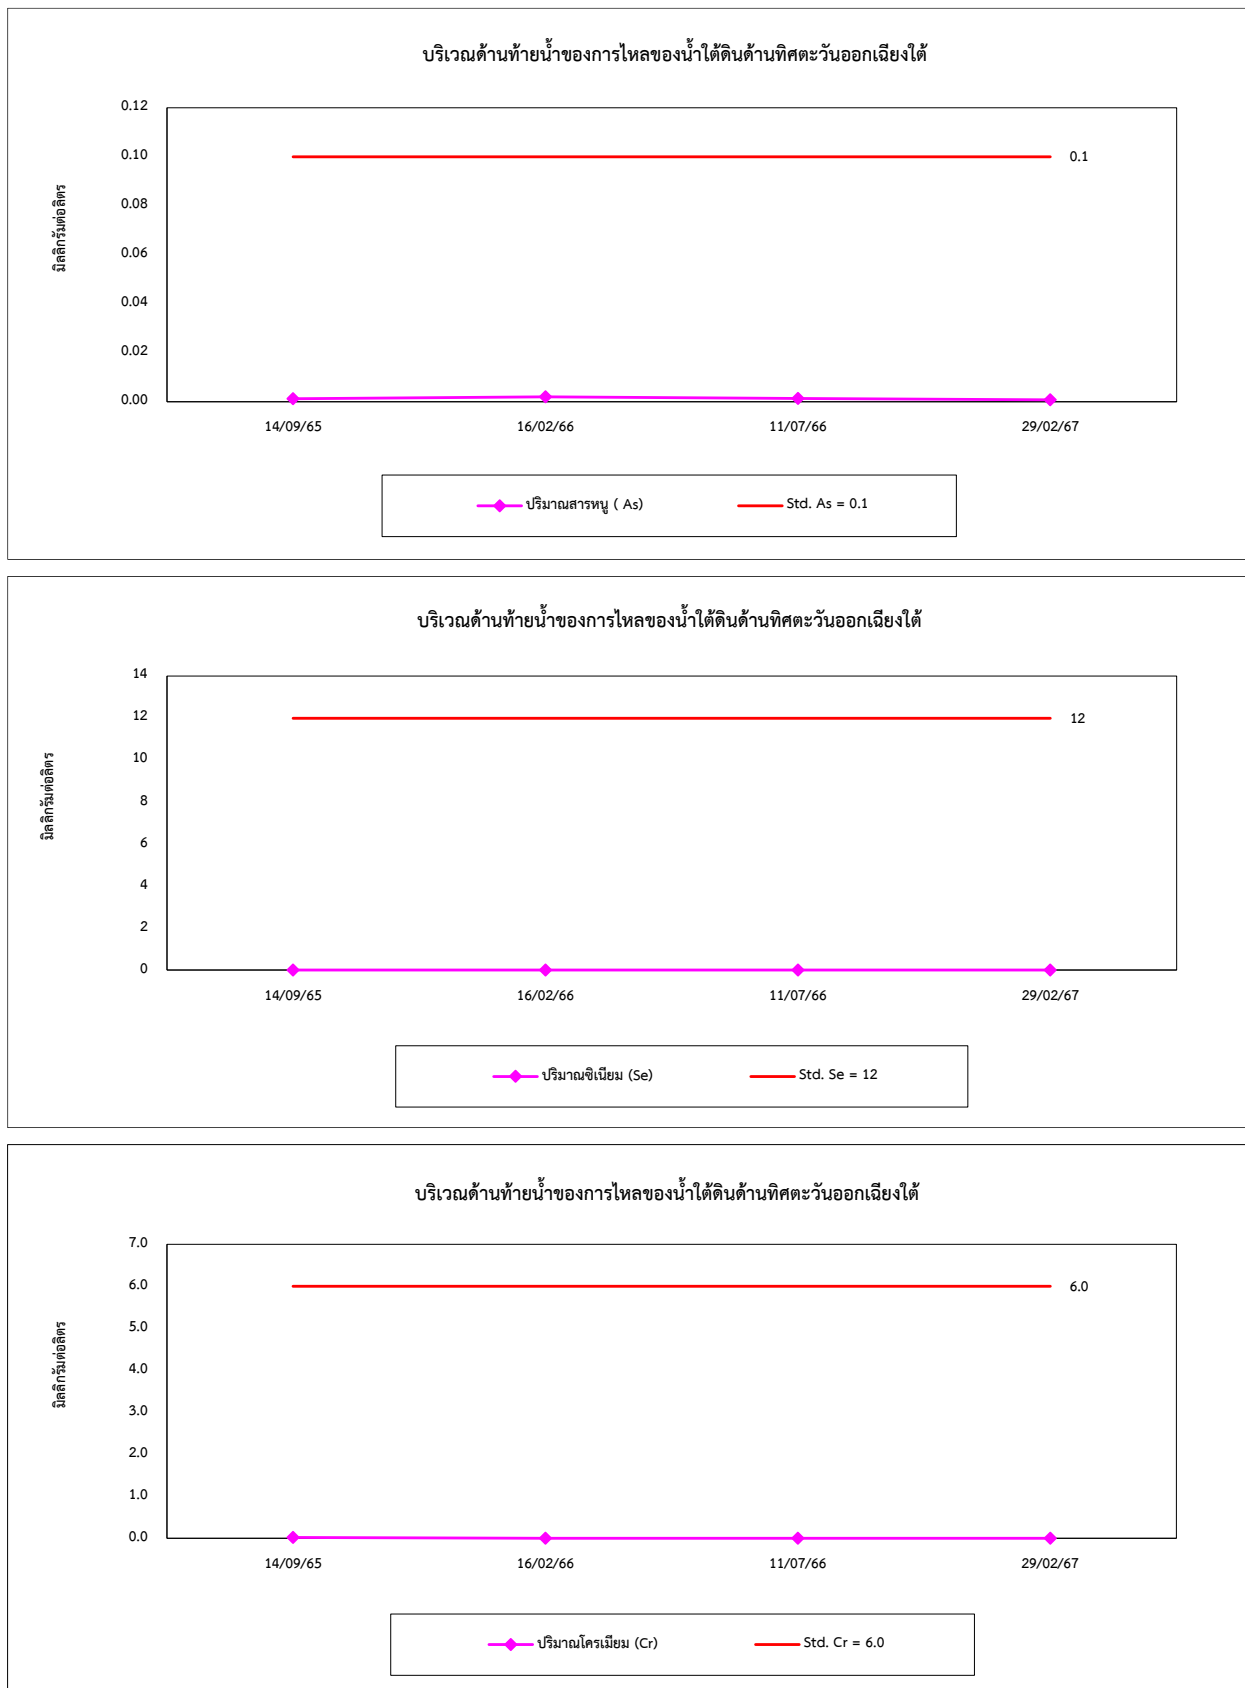 บริเวณด้านท้ายน้ำของการไหลของน้ำใต้ดินด้านทิศตะวันออกเฉียงใต้
มิลลิกรัมต่อลิตร
0.12
0.10
0.08
0.06
0.04
0.02
0.00
0.1
14/09/65 16/02/66 11/07/66 29/02/67
ปริมาณสารหนู ( As) Std. As = 0.1
บริเวณด้านท้ายน้ำของการไหลของน้ำใต้ดินด้านทิศตะวันออกเฉียงใต้
มิลลิกรัมต่อลิตร
14
12
10
8
6
4
2
0
12
14/09/65 16/02/66 11/07/66 29/02/67
ปริมาณซิเนียม (Se) Std. Se = 12
บริเวณด้านท้ายน้ำของการไหลของน้ำใต้ดินด้านทิศตะวันออกเฉียงใต้
มิลลิกรัมต่อลิตร
7.0
6.0
5.0
4.0
3.0
2.0
1.0
0.0
6.0
14/09/65 16/02/66 11/07/66 29/02/67
ปริมาณโครเมียม (Cr) Std. Cr = 6.0